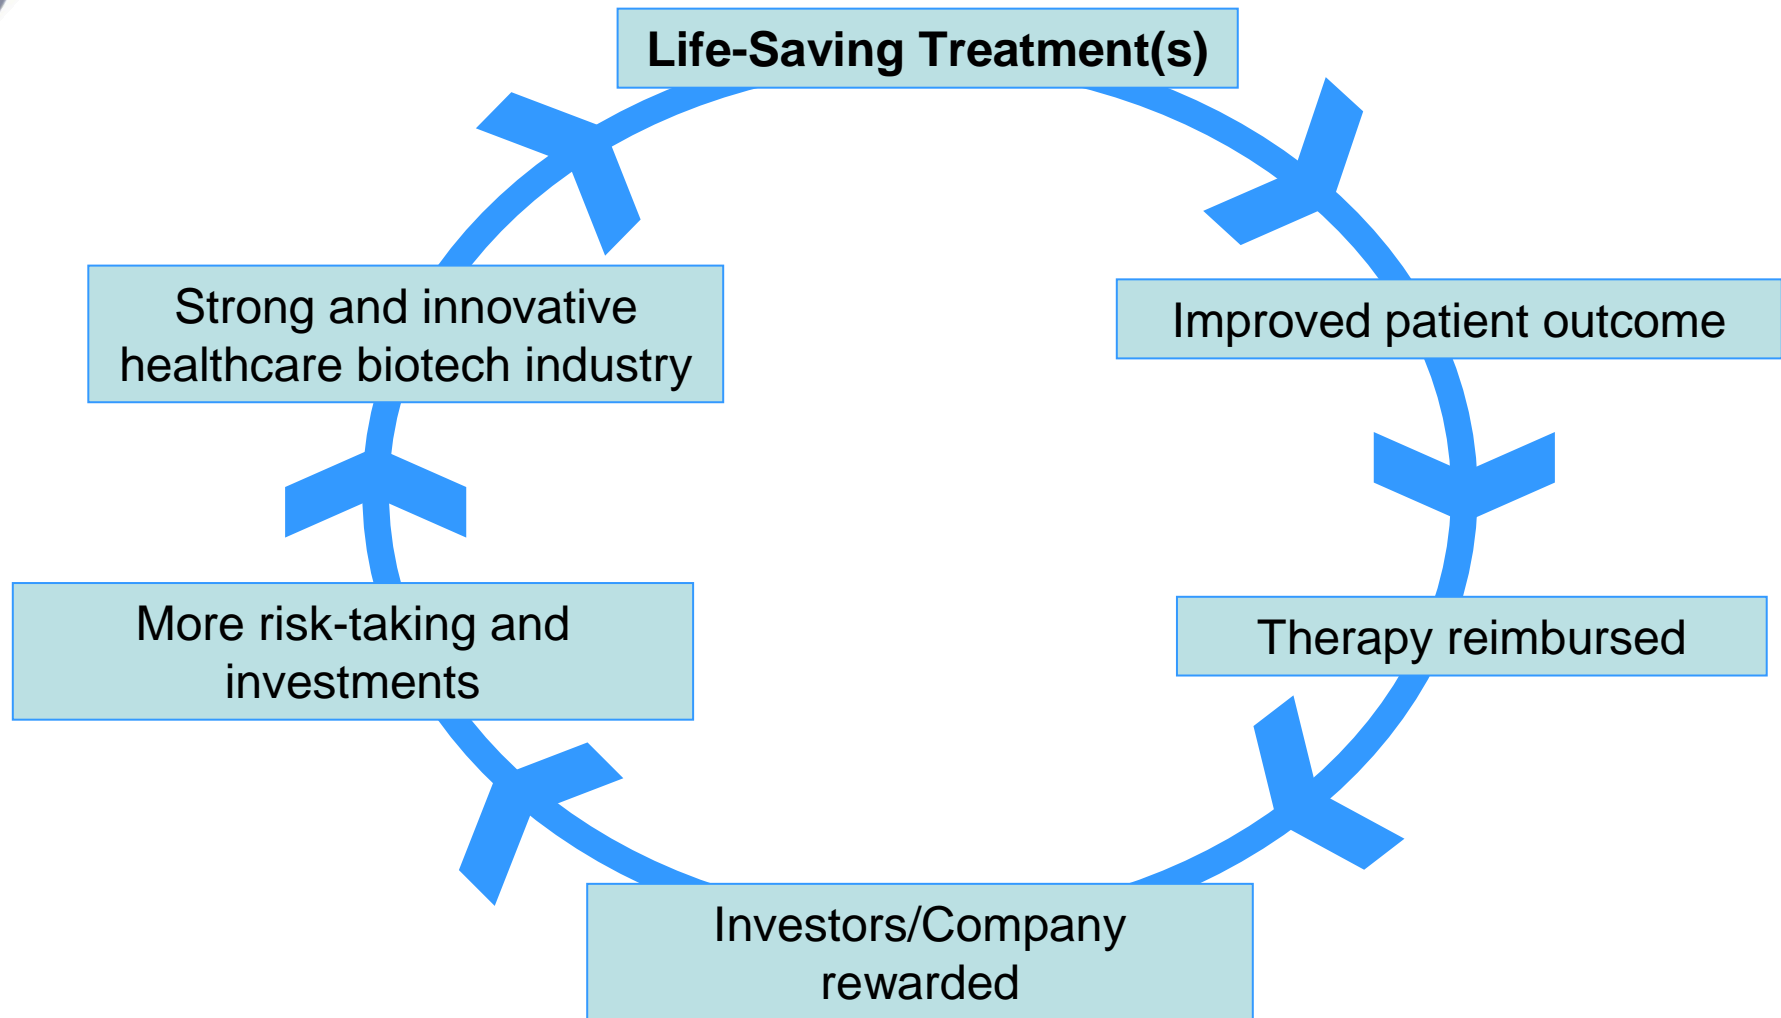 Life-Saving Treatment(s)
Improved patient outcome
Therapy reimbursed
Investors/Company
rewarded
More risk-taking and
investments
Strong and innovative
healthcare biotech industry